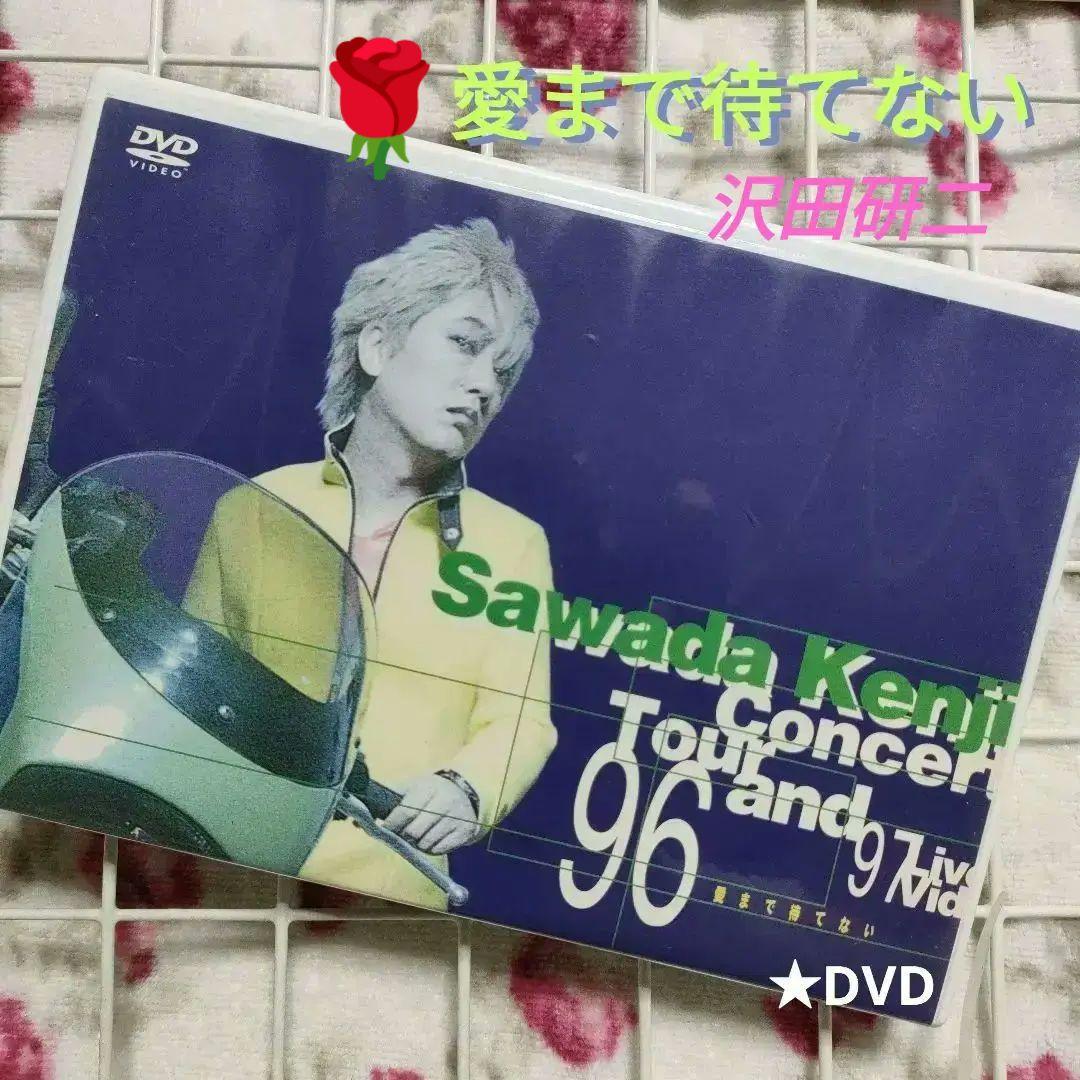 愛まで待てない
沢田研二
DVD
VIDEO
Sawada Kenji
Concert
Tour and
96
97 Live
Vid
愛まで待てない
★DVD